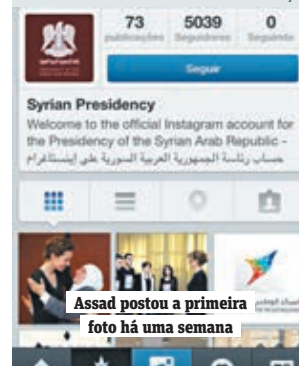 73 5039 0
publicações Seguidores Seguindo
Seguir
Syrian Presidency
Welcome to the official Instagram account for
the Presidency of the Syrian Arab Republic -
حساب رئاسة الجمهورية العربية السورية على إينستاغرام
Assad postou a primeira
foto há uma semana